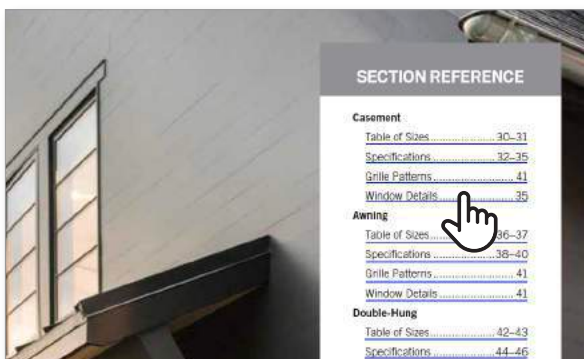 SECTION REFERENCE
Casement
Table of Sizes 30–31
Specifications 32–35
Grille Patterns 41
Window Details 35
Awning
Table of Sizes 36–37
Specifications 38–40
Grille Patterns 41
Window Details 41
Double-Hung
Table of Sizes 42–43
Specifications 44–46